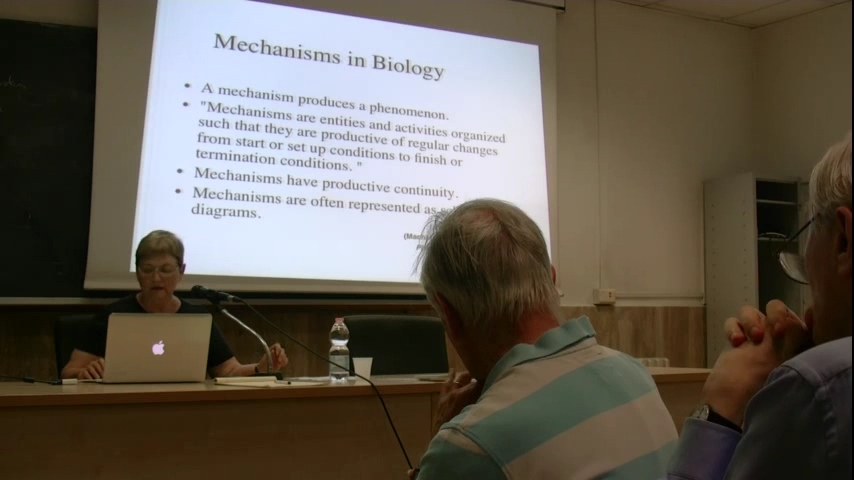 Mechanisms in Biology
• A mechanism produces a phenomenon.
• "Mechanisms are entities and activities organized
such that they are productive of regular changes
from start or set up conditions to finish or
termination conditions. "
• Mechanisms have productive continuity.
• Mechanisms are often represented as
diagrams.